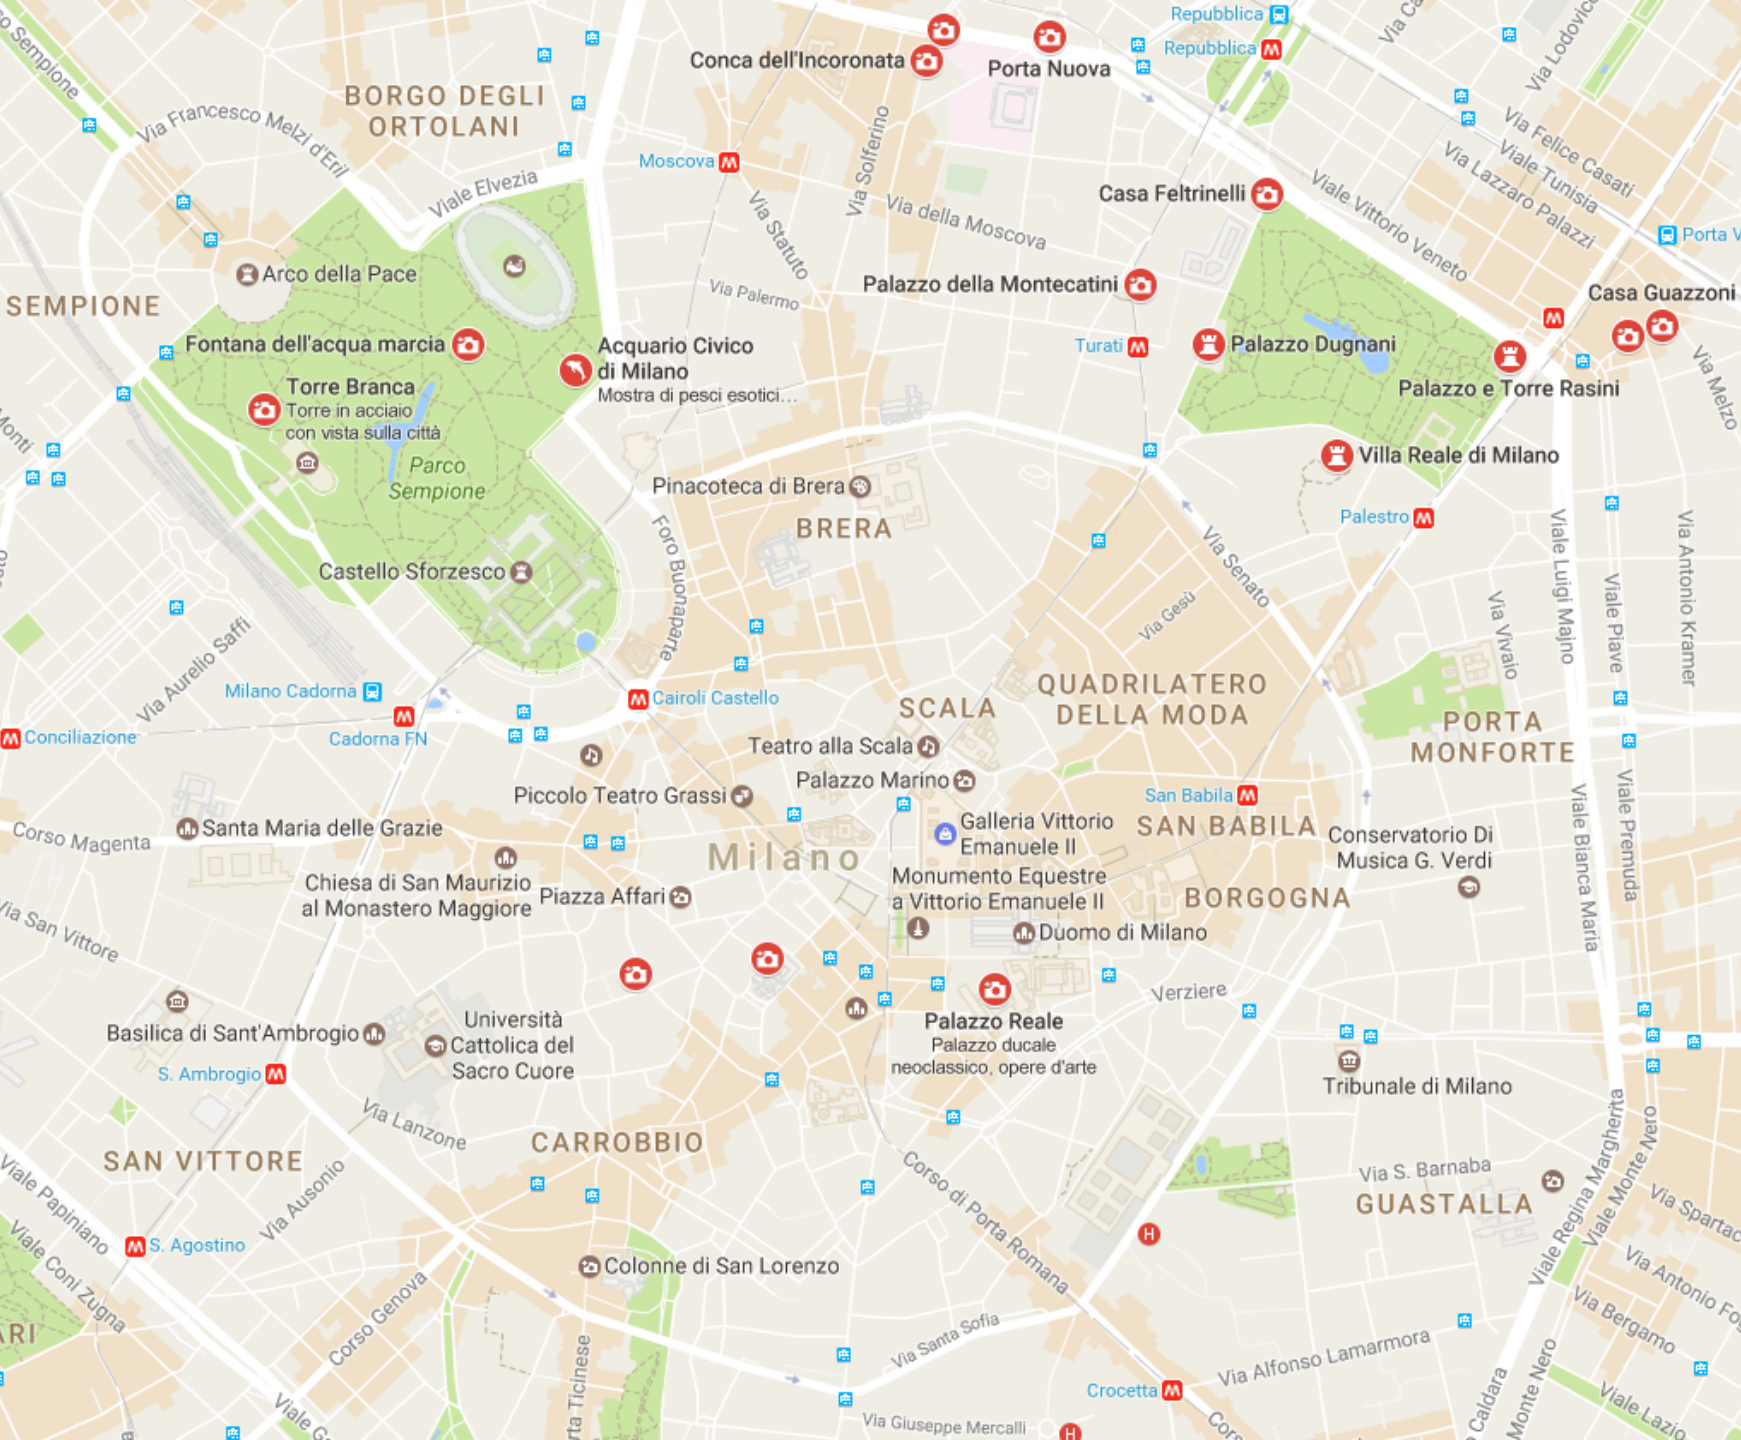 Repubblica
Repubblica
Conca dell'Incoronata
Porta Nuova
Sempione
Via Francesco Melzi d'Eril
BORGO DEGLI
ORTOLANI
Viale Elvezia
Moscova
Via Solferino
Via Statuto
Via della Moscova
Via Palermo
Casa Feltrinelli
Viale Vittorio Veneto
Via Lodovico
Via Felice Casati
Viale Tunisia
Via Lazzaro Palazzi
Porta V
Arco della Pace
SEMPIONE
Palazzo della Montecatini
Casa Guazzoni
Fontana dell'acqua marcia
Acquario Civico
di Milano
Mostra di pesci esotici...
Turati
Palazzo Dugnani
Palazzo e Torre Rasini
Via Melzo
Torre Branca
Torre in acciaio
con vista sulla città
Monti
Parco
Sempione
Pinacoteca di Brera
BRERA
Villa Reale di Milano
Palestro
Castello Sforzesco
Foro Buonaparte
Via Senato
Via Gesù
Viale Luigi Majno
Viale Piave
Via Antonio Kramer
Via Vivaio
Via Aurelio Saffi
Milano Cadorna
Cadorna FN
Conciliazione
Cairoli Castello
SCALA
QUADRILATERO
DELLA MODA
PORTA
MONFORTE
Teatro alla Scala
Palazzo Marino
Piccolo Teatro Grassi
San Babila
SAN BABILA
Viale Bianca Maria
Viale Premuda
Corso Magenta
Santa Maria delle Grazie
Milano
Galleria Vittorio
Emanuele II
Conservatorio Di
Musica G. Verdi
Chiesa di San Maurizio
al Monastero Maggiore
Piazza Affari
Monumento Equestre
a Vittorio Emanuele II
BORGOGNA
Via San Vittore
Duomo di Milano
Verziere
Palazzo Reale
Palazzo ducale
neoclassico, opere d'arte
Basilica di Sant'Ambrogio
Università
Cattolica del
Sacro Cuore
S. Ambrogio
Tribunale di Milano
Via Lanzone
CARROBBIO
SAN VITTORE
Viale Papiniano
Via Ausonio
Corso di Porta Romana
Via S. Barnaba
GUASTALLA
Viale Regina Margherita
Viale Monte Nero
Via Spartac
S. Agostino
Viale Coni Zugna
Colonne di San Lorenzo
Corso Genova
ARI
Via Santa Sofia
Via Antonio Fog
Via Bergamo
Via Alfonso Lamarmora
Crocetta
Via Giuseppe Mercalli
Viale G
rta Ticinese
Cors
Caldara
Monte Nero
Viale Lazio